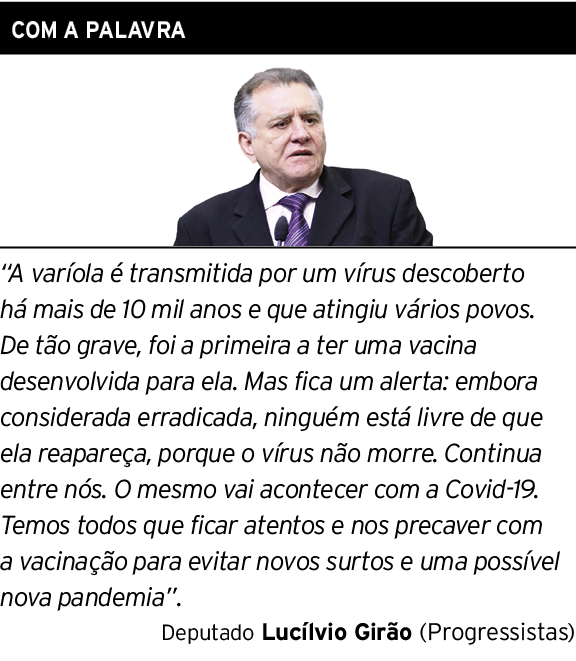 COM A PALAVRA
“A varíola é transmitida por um vírus descoberto
há mais de 10 mil anos e que atingiu vários povos.
De tão grave, foi a primeira a ter uma vacina
desenvolvida para ela. Mas fica um alerta: embora
considerada erradicada, ninguém está livre de que
ela reapareça, porque o vírus não morre. Continua
entre nós. O mesmo vai acontecer com a Covid-19.
Temos todos que ficar atentos e nos precaver com
a vacinação para evitar novos surtos e uma possível
nova pandemia”.
Deputado Lucílvio Girão (Progressistas)